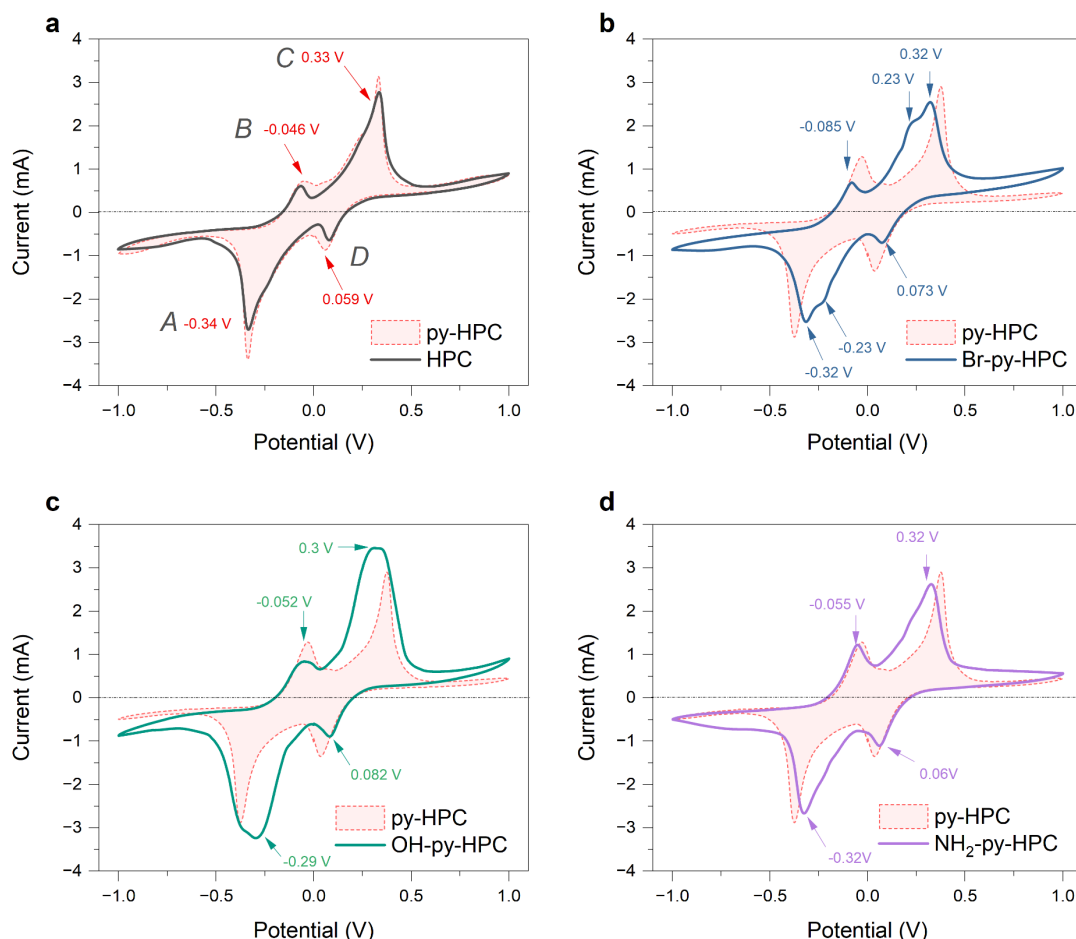 a
4
3
2
1
0
−1
−2
−3
−4
Current (mA)
C
0.33 V
B
-0.046 V
D
0.059 V
A -0.34 V
py-HPC
HPC
−1.0 −0.5 0.0 0.5 1.0
Potential (V)
b
4
3
2
1
0
−1
−2
−3
−4
Current (mA)
0.32 V
0.23 V
-0.085 V
0.073 V
-0.23 V
-0.32 V
py-HPC
Br-py-HPC
−1.0 −0.5 0.0 0.5 1.0
Potential (V)
c
4
3
2
1
0
−1
−2
−3
−4
Current (mA)
0.3 V
-0.052 V
0.082 V
-0.29 V
py-HPC
OH-py-HPC
−1.0 −0.5 0.0 0.5 1.0
Potential (V)
d
4
3
2
1
0
−1
−2
−3
−4
Current (mA)
0.32 V
-0.055 V
0.06V
-0.32V
py-HPC
NH₂-py-HPC
−1.0 −0.5 0.0 0.5 1.0
Potential (V)